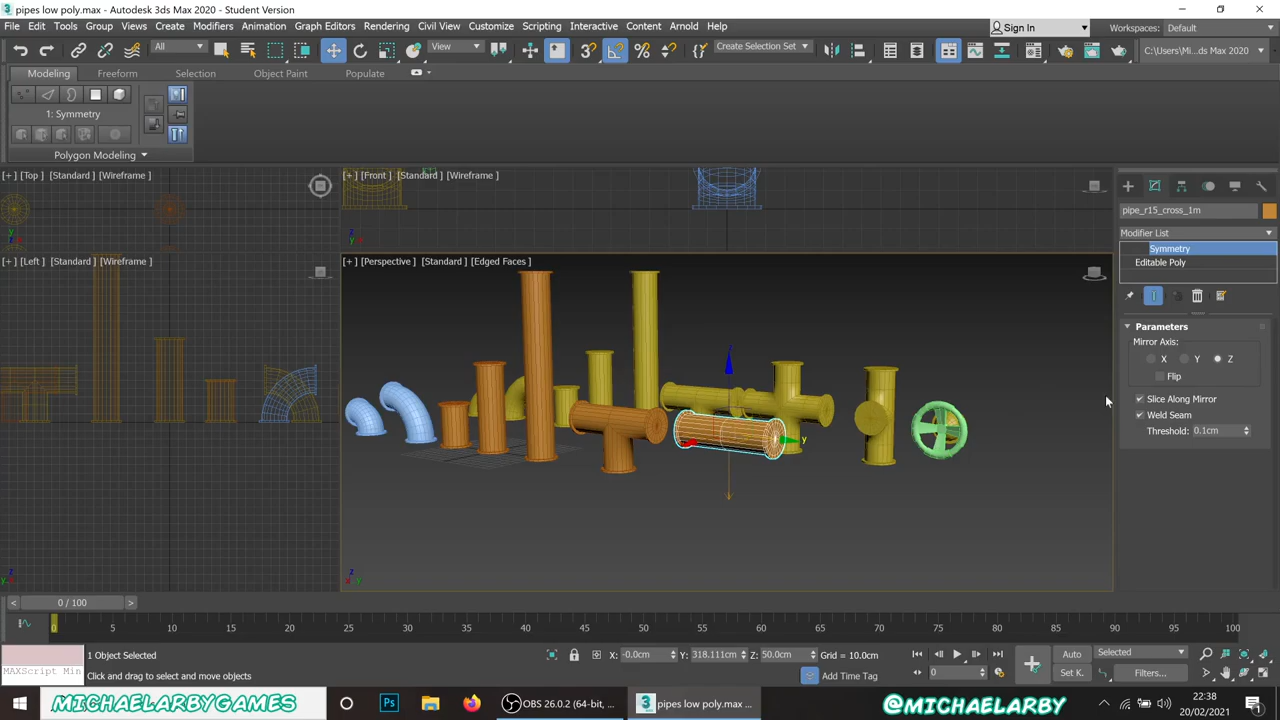 pipes low poly.max - Autodesk 3ds Max 2020 - Student Version
File Edit Tools Group Views Create Modifiers Animation Graph Editors Rendering Civil View Customize Scripting Interactive Content Arnold Help
Sign In
Workspaces: Default
All
View
Create Selection Set
C:\Users\Mi...ds Max 2020
Modeling Freeform Selection Object Paint Populate
1: Symmetry
Polygon Modeling
[+] [Top] [Standard] [Wireframe]
[+] [Front] [Standard] [Wireframe]
[+] [Left] [Standard] [Wireframe]
[+] [Perspective] [Standard] [Edged Faces]
pipe_r15_cross_1m
Modifier List
Symmetry
Editable Poly
Parameters
Mirror Axis:
X Y Z
Flip
Slice Along Mirror
Weld Seam
Threshold: 0.1cm
0 / 100
0 5 10 15 20 25 30 35 40 45 50 55 60 65 70 75 80 85 90 95 100
MAXScript Min
1 Object Selected
Click and drag to select and move objects
X: -0.0cm Y: 318.111cm Z: 50.0cm Grid = 10.0cm
Add Time Tag
0
Auto Selected
Set K. Filters...
MICHAELARBYGAMES
OBS 26.0.2 (64-bit, ...
pipes low poly.max ...
@MICHAELARBY
22:38
20/02/2021